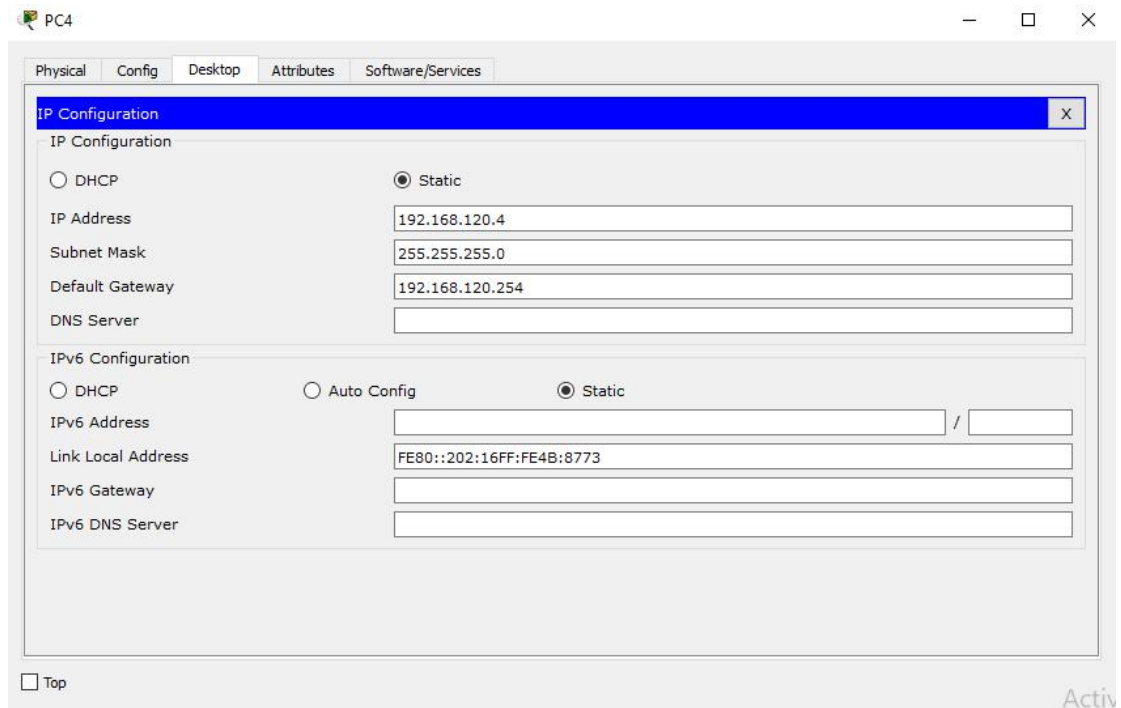 PC4
Physical Config Desktop Attributes Software/Services
IP Configuration X
IP Configuration
DHCP Static
IP Address 192.168.120.4
Subnet Mask 255.255.255.0
Default Gateway 192.168.120.254
DNS Server
IPv6 Configuration
DHCP Auto Config Static
IPv6 Address /
Link Local Address FE80::202:16FF:FE4B:8773
IPv6 Gateway
IPv6 DNS Server
Top
Activ